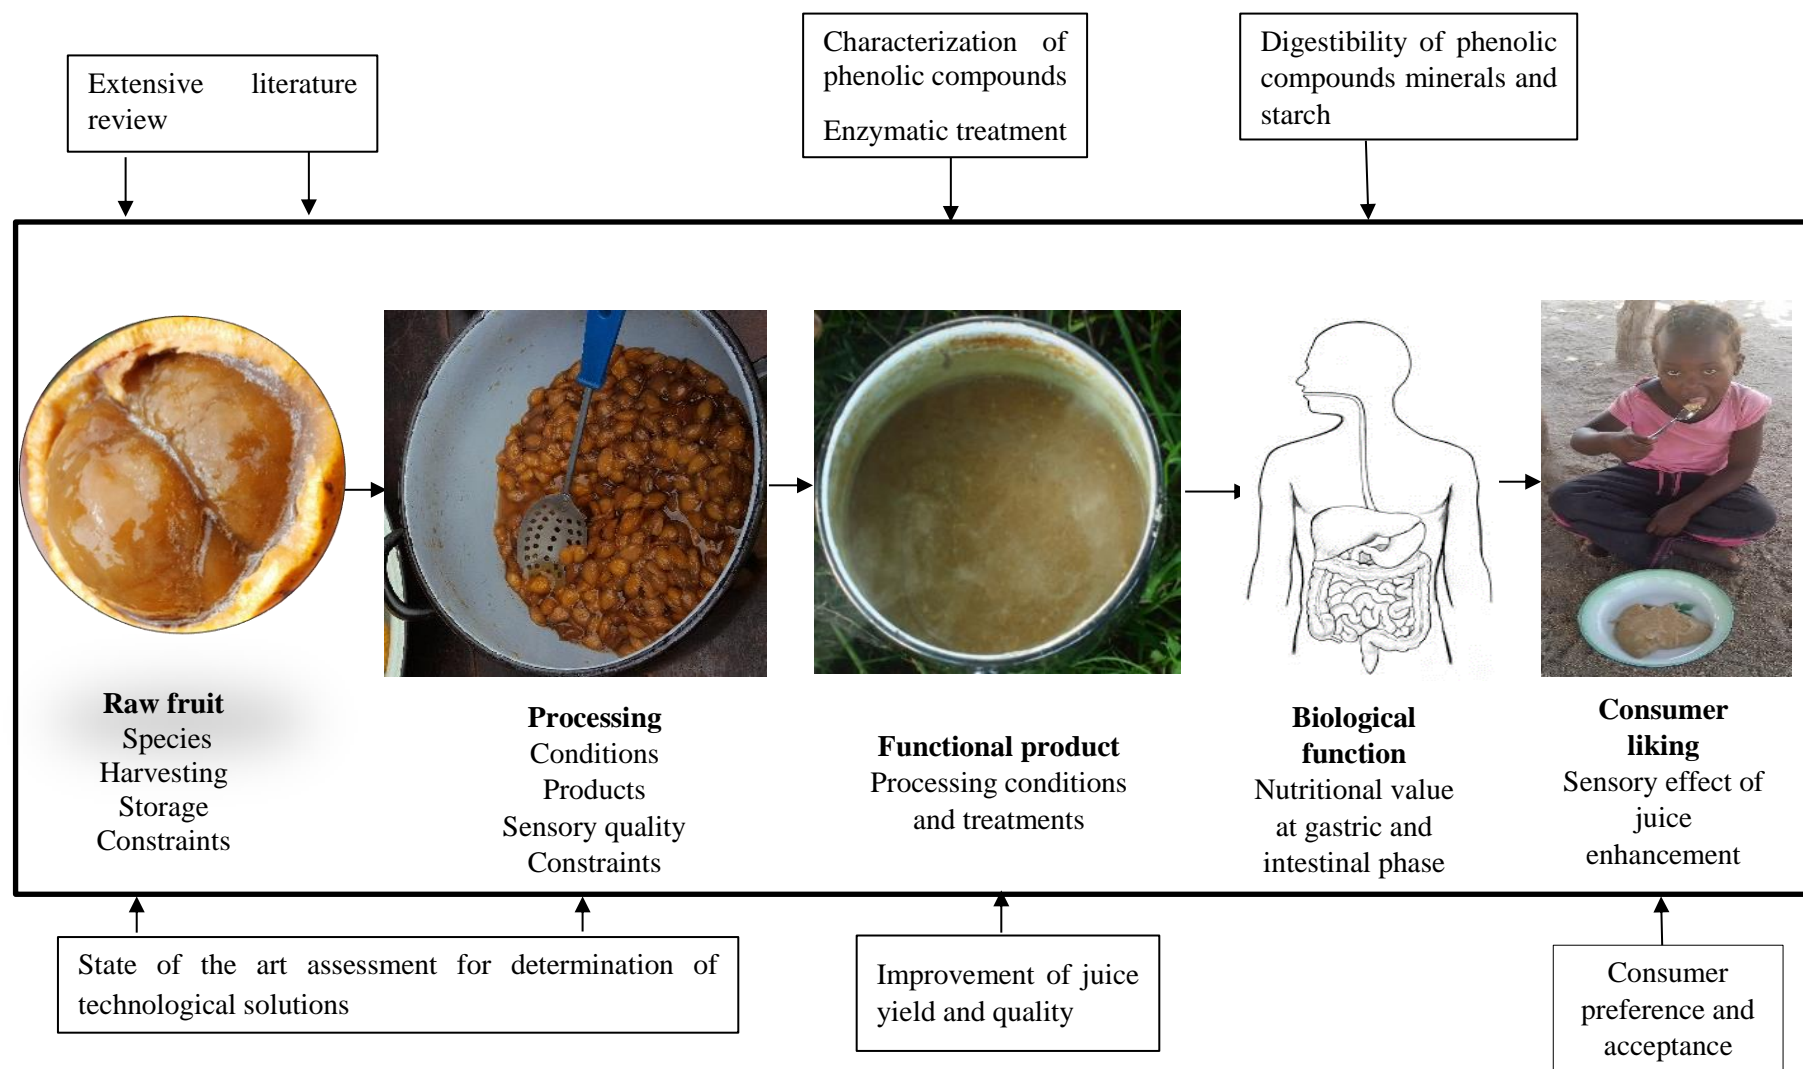 Extensive literature
review
Characterization of
phenolic compounds
Enzymatic treatment
Digestibility of phenolic
compounds minerals and
starch
Raw fruit
Species
Harvesting
Storage
Constraints
Processing
Conditions
Products
Sensory quality
Constraints
Functional product
Processing conditions
and treatments
Biological
function
Nutritional value
at gastric and
intestinal phase
Consumer
liking
Sensory effect of
juice
enhancement
State of the art assessment for determination of
technological solutions
Improvement of juice
yield and quality
Consumer
preference and
acceptance